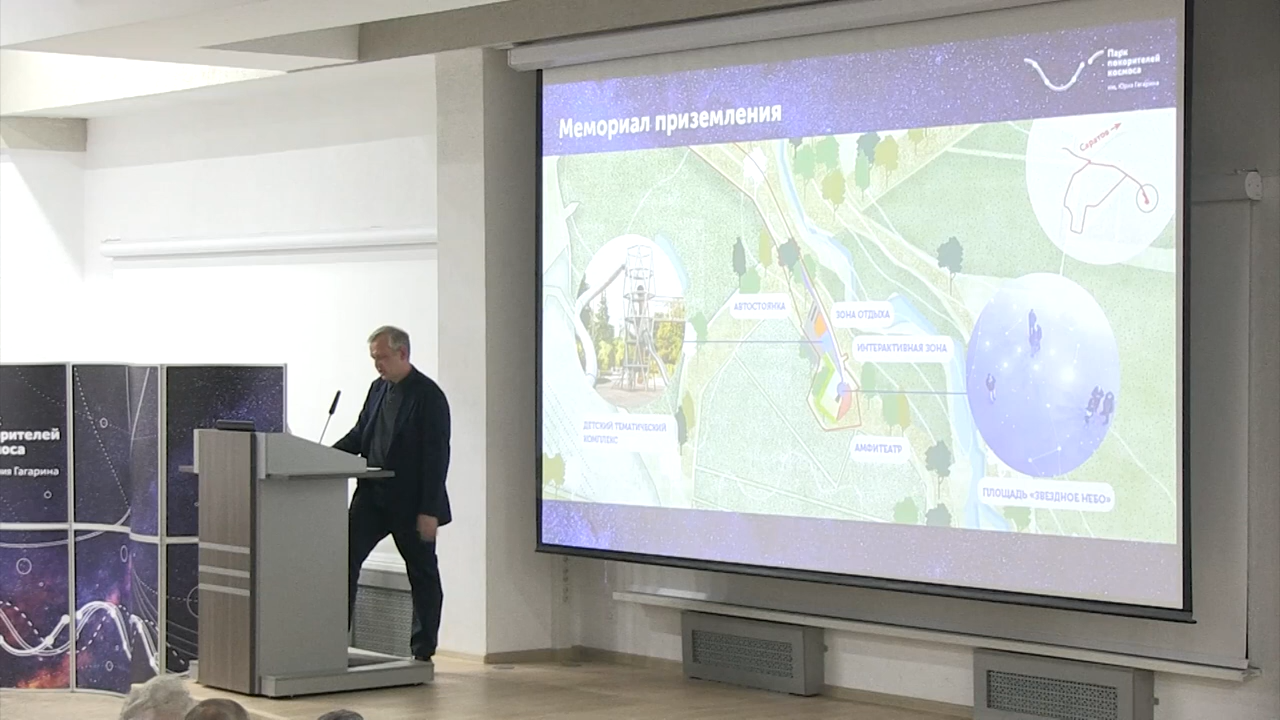 Парк
покорителей
космоса
им. Юрия Гагарина
Мемориал приземления
Саратов
АВТОСТОЯНКА
ЗОНА ОТДЫХА
ИНТЕРАКТИВНАЯ ЗОНА
ДЕТСКИЙ ТЕМАТИЧЕСКИЙ
КОМПЛЕКС
АМФИТЕАТР
ПЛОЩАДЬ «ЗВЕЗДНОЕ НЕБО»
рителей
оса
ия Гагарина